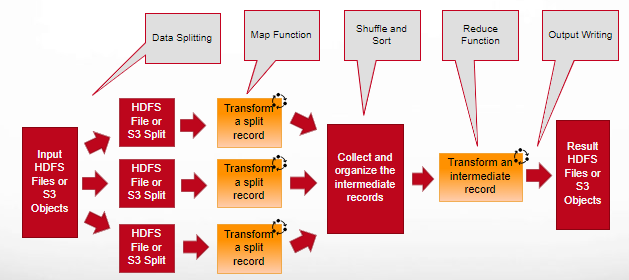 Data Splitting
Map Function
Shuffle and
Sort
Reduce
Function
Output Writing
Input
HDFS
Files or
S3
Objects
HDFS
File or
S3 Split
Transform
a split
record
HDFS
File or
S3 Split
Transform
a split
record
HDFS
File or
S3 Split
Transform
a split
record
Collect and
organize the
intermediate
records
Transform an
intermediate
record
Result
HDFS
Files or
S3
Objects